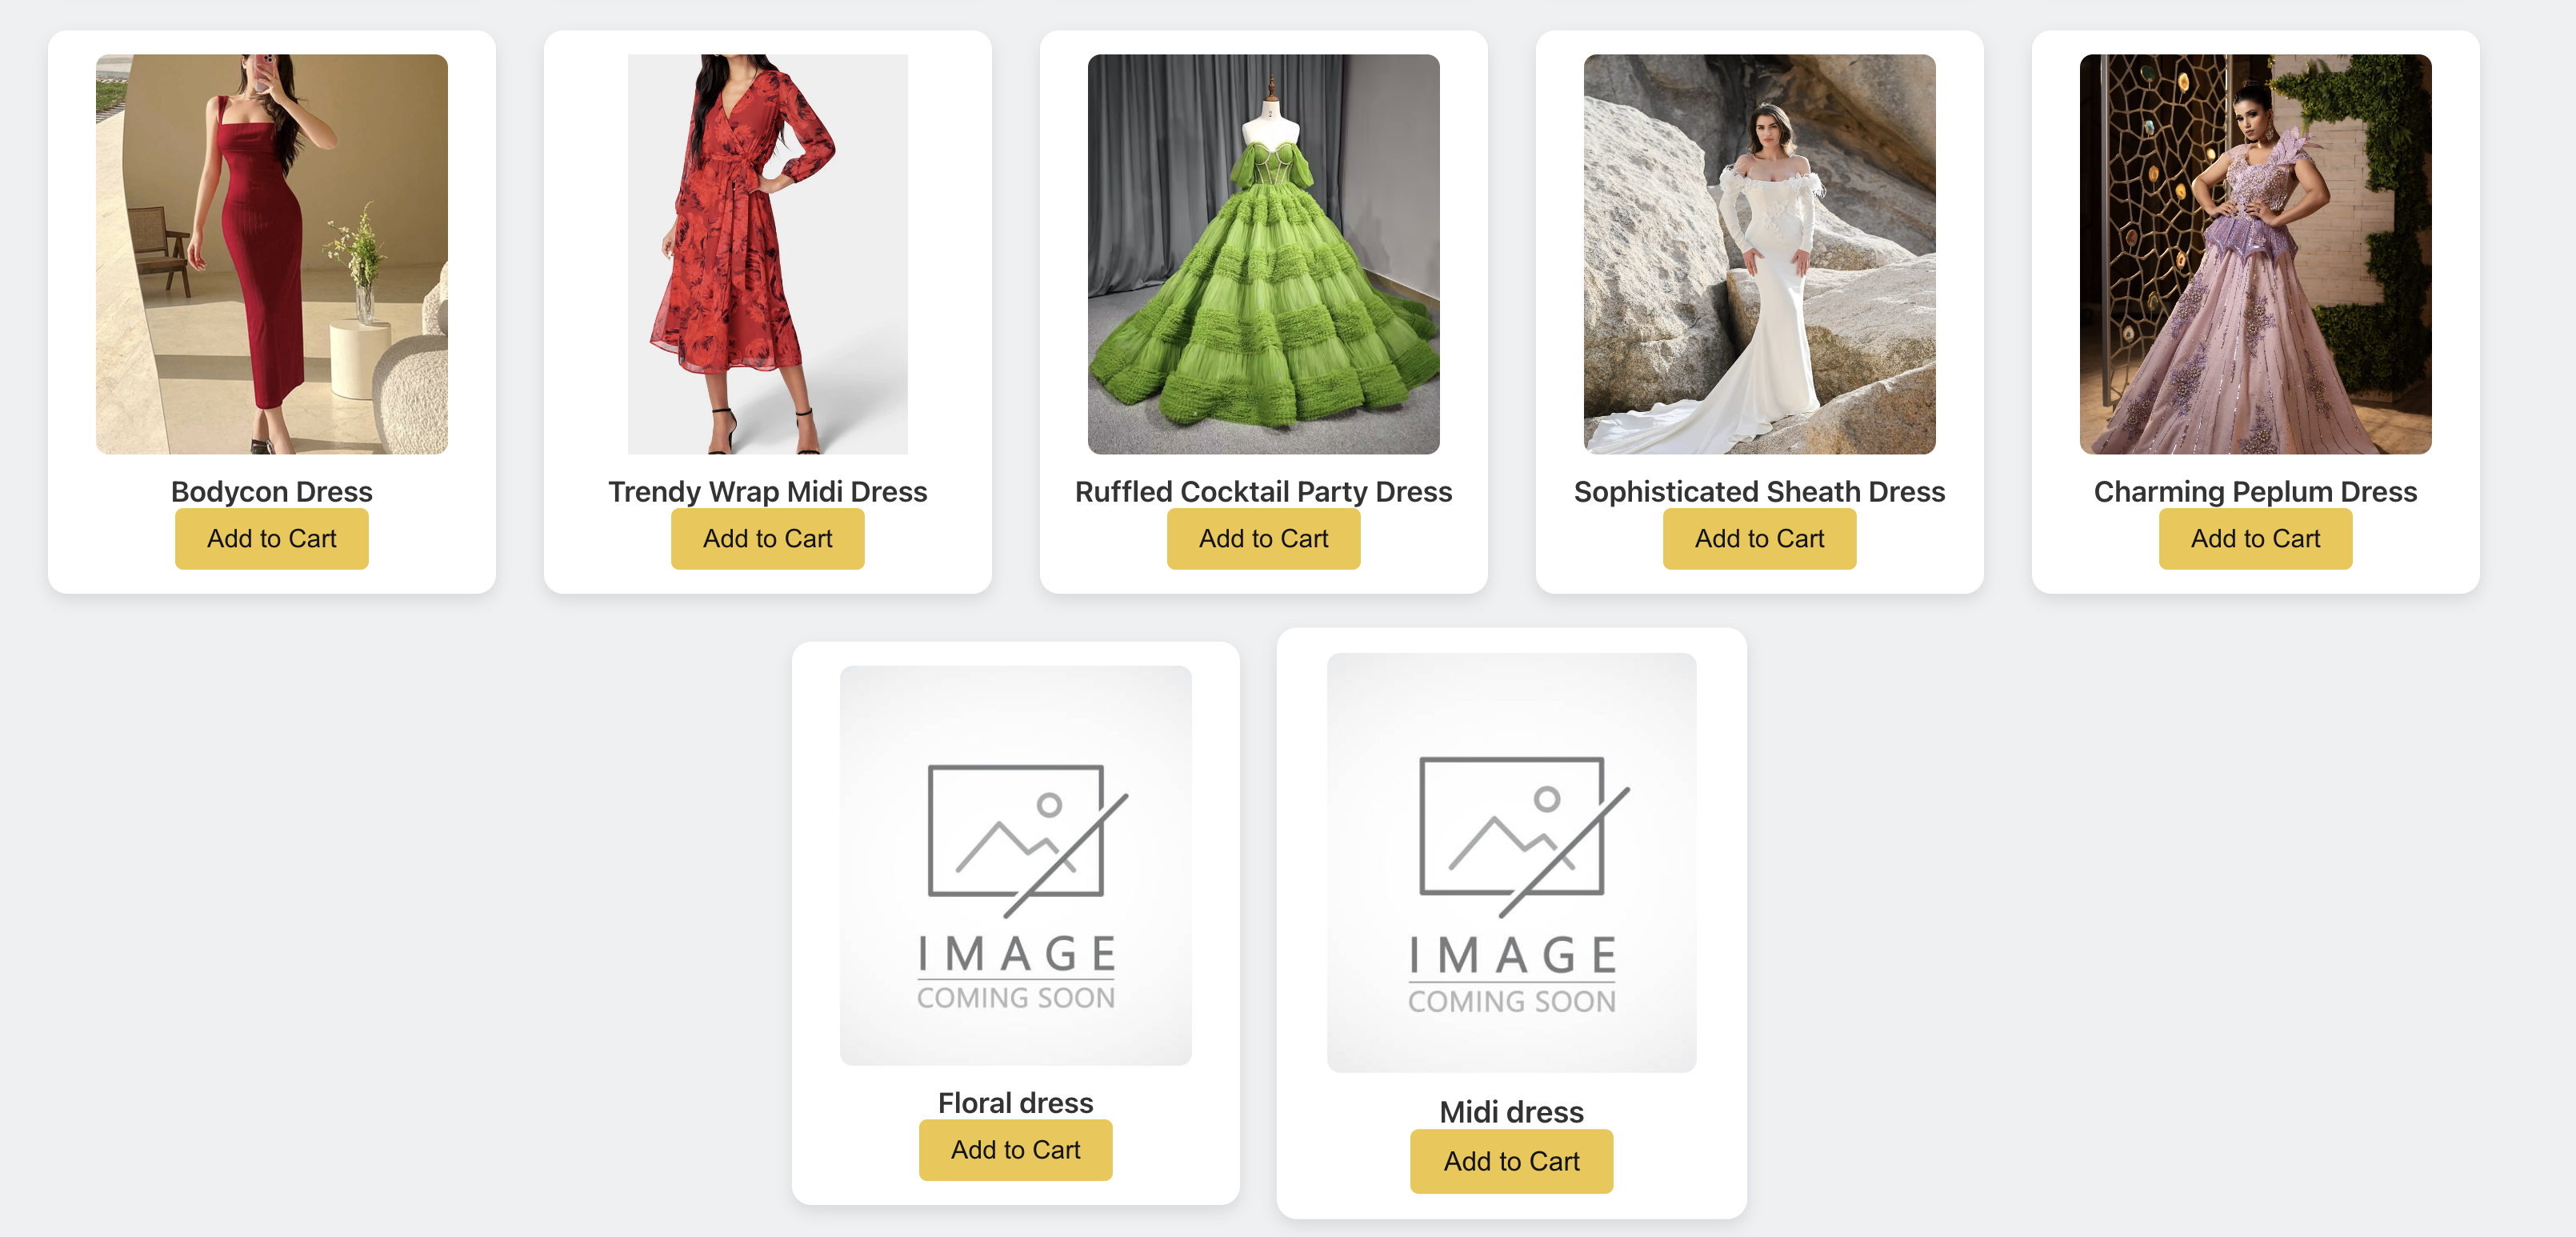 Bodycon Dress
Add to Cart
Trendy Wrap Midi Dress
Add to Cart
Ruffled Cocktail Party Dress
Add to Cart
Sophisticated Sheath Dress
Add to Cart
Charming Peplum Dress
Add to Cart
IMAGE
COMING SOON
Floral dress
Add to Cart
IMAGE
COMING SOON
Midi dress
Add to Cart